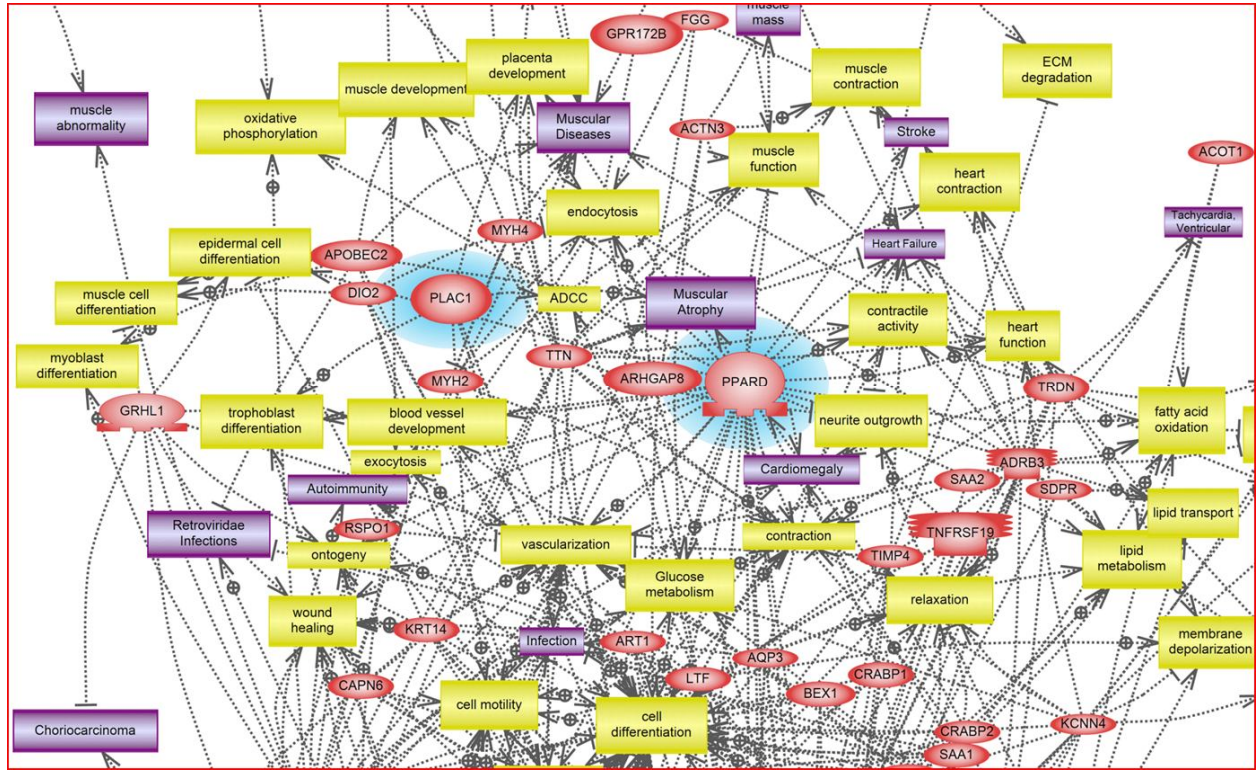 muscle
mass
FGG
GPR172B
placenta
development
muscle development
muscle
contraction
ECM
degradation
muscle
abnormality
oxidative
phosphorylation
Muscular
Diseases
ACTN3
Stroke
muscle
function
ACOT1
heart
contraction
endocytosis
MYH4
Tachycardia,
Ventricular
epidermal cell
differentiation
APOBEC2
Heart Failure
muscle cell
differentiation
DIO2
PLAC1
ADCC
Muscular
Atrophy
contractile
activity
heart
function
myoblast
differentiation
TTN
MYH2
ARHGAP8
PPARD
TRDN
GRHL1
trophoblast
differentiation
blood vessel
development
neurite outgrowth
fatty acid
oxidation
exocytosis
Cardiomegaly
ADRB3
SAA2
SDPR
Autoimmunity
lipid transport
Retroviridae
Infections
RSPO1
vascularization
contraction
TNFRSF19
ontogeny
TIMP4
lipid
metabolism
Glucose
metabolism
relaxation
wound
healing
KRT14
Infection
ART1
membrane
depolarization
AQP3
CRABP1
CAPN6
LTF
BEX1
cell motility
cell
differentiation
Choriocarcinoma
CRABP2
KCNN4
SAA1